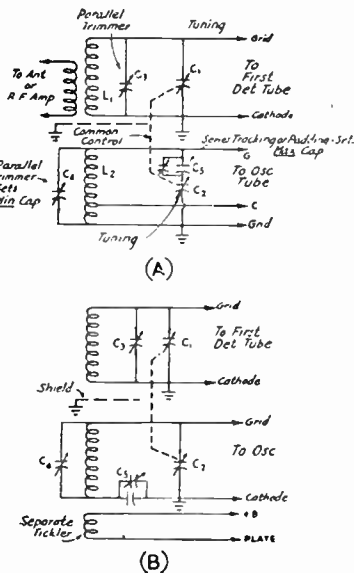 Parallel
Trimmer
Tuning
Grid
To Ant
or
R F Amp
L1
C3
C1
To
First
Det Tube
Cathode
Common
Control
Series Tracking or Padding - Sets
Max Cap
G
Parallel
Trimmer
Sets
Min Cap
C4
L2
C5
C2
To Osc
Tube
C
Gnd
Tuning
(A)
Grid
C3
C1
To First
Det Tube
Shield
Cathode
Grid
C4
C5
C2
To Osc
Cathode
Separate
Tickler
+B
PLATE
(B)